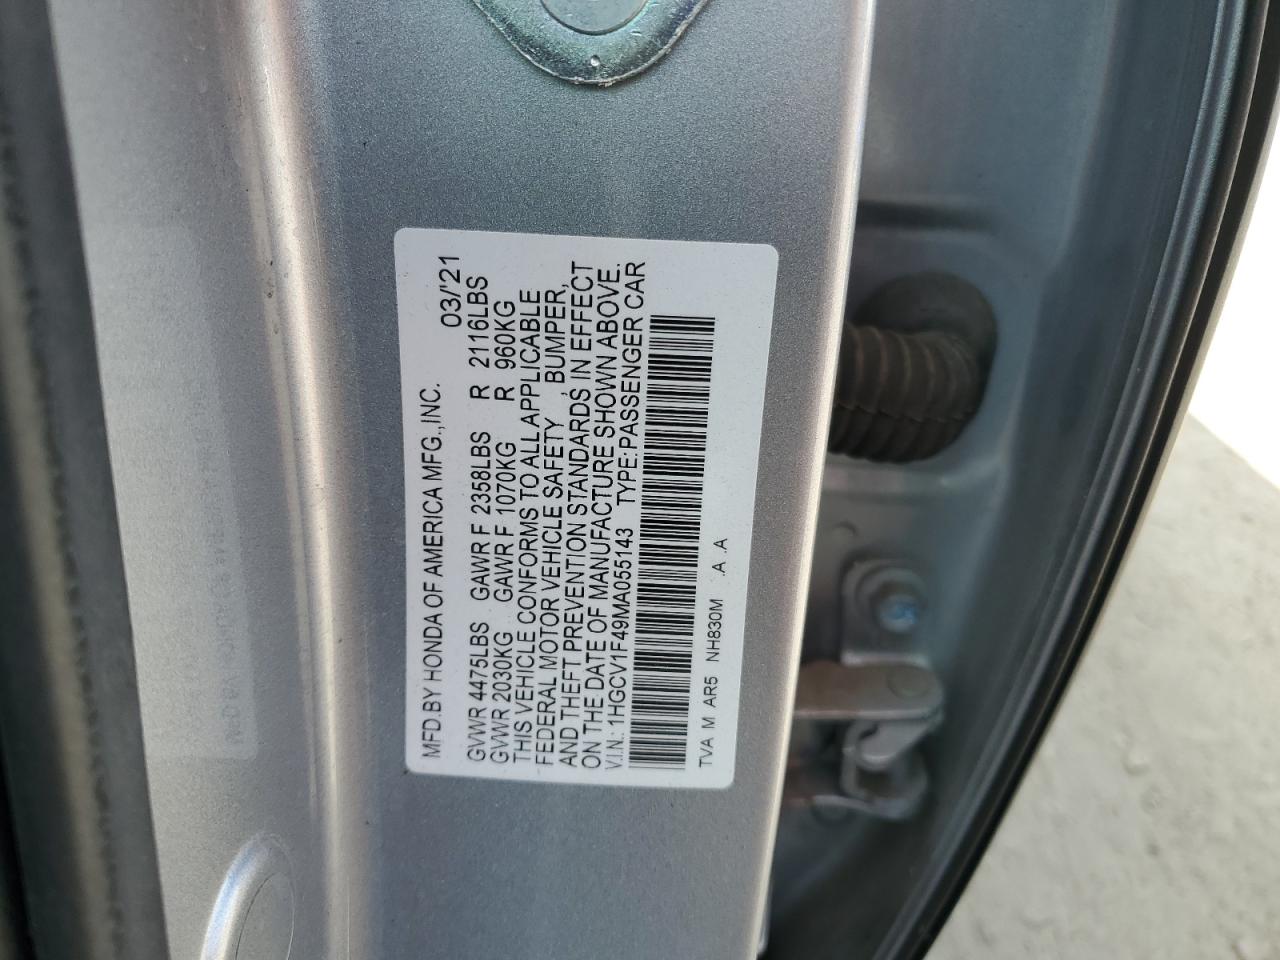 MFD.BY HONDA OF AMERICA MFG.,INC. 03/'21
GVWR 4475LBS GAWR F 2358LBS R 2116LBS
GVWR 2030KG GAWR F 1070KG R 960KG
THIS VEHICLE CONFORMS TO ALL APPLICABLE
FEDERAL MOTOR VEHICLE SAFETY , BUMPER,
AND THEFT PREVENTION STANDARDS, IN EFFECT
ON THE DATE OF MANUFACTURE SHOWN ABOVE.
V.I.N.: 1HGCV1F49MA055143 TYPE: PASSENGER CAR
TVA M AR5 NH830M .A .A